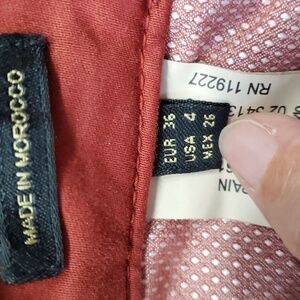 MADE IN MOROCCO
EUR 36
USA 4
MEX 26
RN 119227